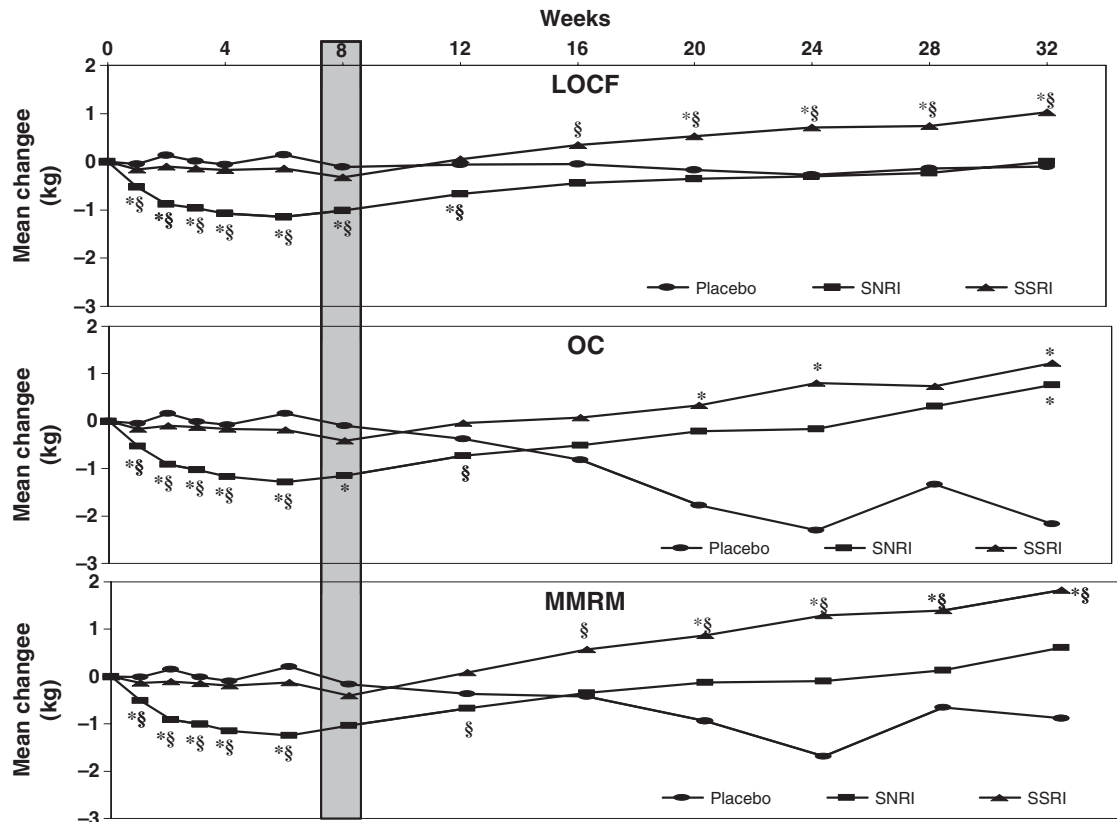 Weeks
0 4 8 12 16 20 24 28 32
LOCF
Mean changee
(kg)
2
1
0
–1
–2
–3
§ *§ *§ *§ *§
*§ *§ *§ *§ *§ *§ *§
Placebo SNRI SSRI
OC
Mean changee
(kg)
2
1
0
–1
–2
–3
* * *
*
*§ *§ *§ *§ *§ * §
Placebo SNRI SSRI
MMRM
Mean changee
(kg)
2
1
0
–1
–2
–3
§ *§ *§ *§ *§
*§ *§ *§ *§ *§ §
Placebo SNRI SSRI